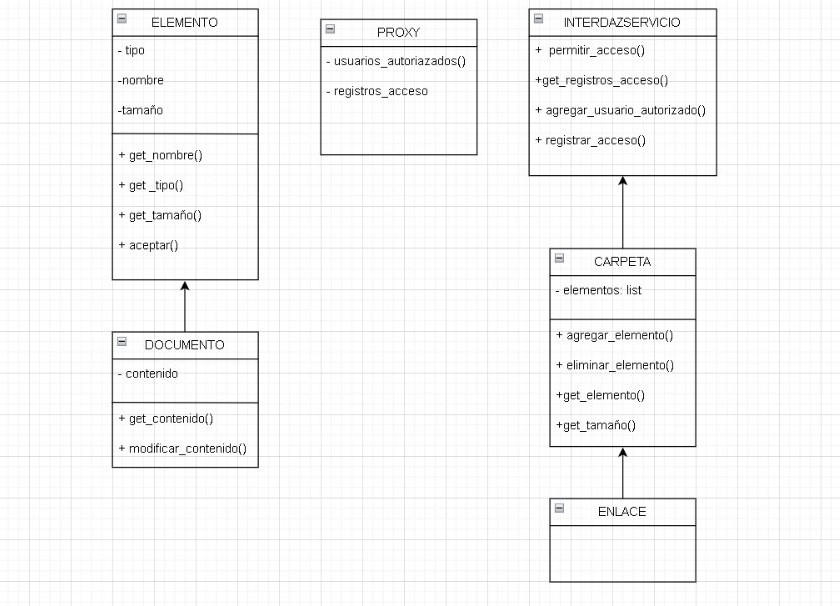 ELEMENTO
- tipo
-nombre
-tamaño
+ get_nombre()
+ get _tipo()
+ get_tamaño()
+ aceptar()
DOCUMENTO
- contenido
+ get_contenido()
+ modificar_contenido()
PROXY
- usuarios_autoriazados()
- registros_acceso
INTERDAZSERVICIO
+ permitir_acceso()
+get_registros_acceso()
+ agregar_usuario_autorizado()
+ registrar_acceso()
CARPETA
- elementos: list
+ agregar_elemento()
+ eliminar_elemento()
+get_elemento()
+get_tamaño()
ENLACE